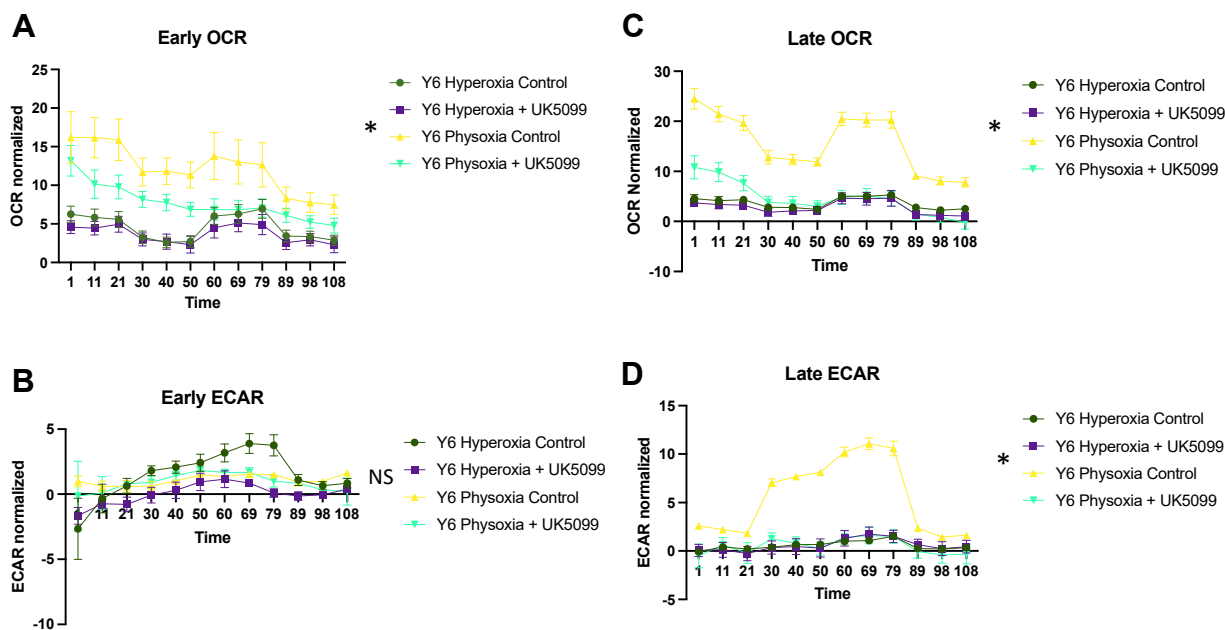 A
Early OCR
OCR normalized
25
20
15
10
5
0
1 11 21 30 40 50 60 69 79 89 98 108
Time
Y6 Hyperoxia Control
Y6 Hyperoxia + UK5099
Y6 Physoxia Control
Y6 Physoxia + UK5099
*
C
Late OCR
OCR Normalized
30
20
10
0
-10
1 11 21 30 40 50 60 69 79 89 98 108
Time
Y6 Hyperoxia Control
Y6 Hyperoxia + UK5099
Y6 Physoxia Control
Y6 Physoxia + UK5099
*
B
Early ECAR
ECAR normalized
5
0
-5
-10
11 21 30 40 50 60 69 79 89 98 108
Time
Y6 Hyperoxia Control
Y6 Hyperoxia + UK5099
Y6 Physoxia Control
Y6 Physoxia + UK5099
NS
D
Late ECAR
ECAR normalized
15
10
5
0
-5
1 11 21 30 40 50 60 69 79 89 98 108
Time
Y6 Hyperoxia Control
Y6 Hyperoxia + UK5099
Y6 Physoxia Control
Y6 Physoxia + UK5099
*